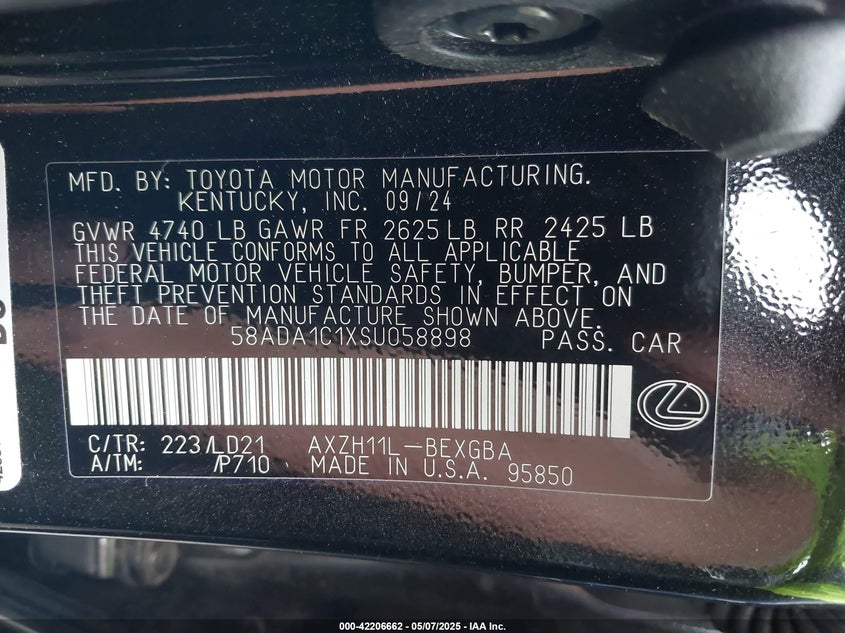 MFD. BY: TOYOTA MOTOR MANUFACTURING.
KENTUCKY, INC. 09/24
GVWR 4740 LB GAWR FR 2625 LB RR 2425 LB
THIS VEHICLE CONFORMS TO ALL APPLICABLE
FEDERAL MOTOR VEHICLE SAFETY, BUMPER, AND
THEFT PREVENTION STANDARDS IN EFFECT ON
THE DATE OF MANUFACTURE SHOWN ABOVE.
58ADA1C1XSU058898 PASS. CAR
C/TR: 223/LD21 AXZH11L-BEXGBA
A/TM: /P710 MADE IN U.S.A. 95850
000-42206662 - 05/07/2025 - IAA Inc.